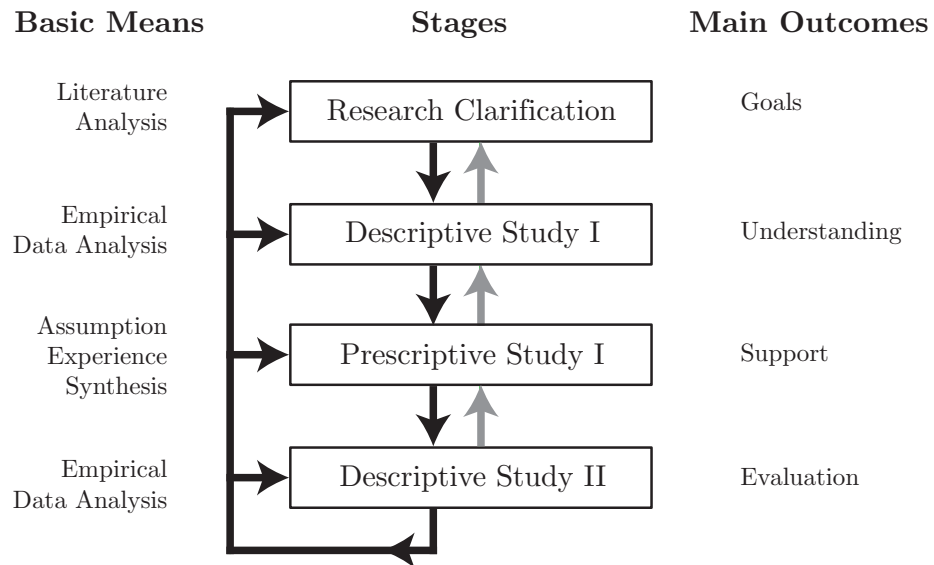 Basic Means
Stages
Main Outcomes
Literature
Analysis
Research Clarification
Goals
Empirical
Data Analysis
Descriptive Study I
Understanding
Assumption
Experience
Synthesis
Prescriptive Study I
Support
Empirical
Data Analysis
Descriptive Study II
Evaluation